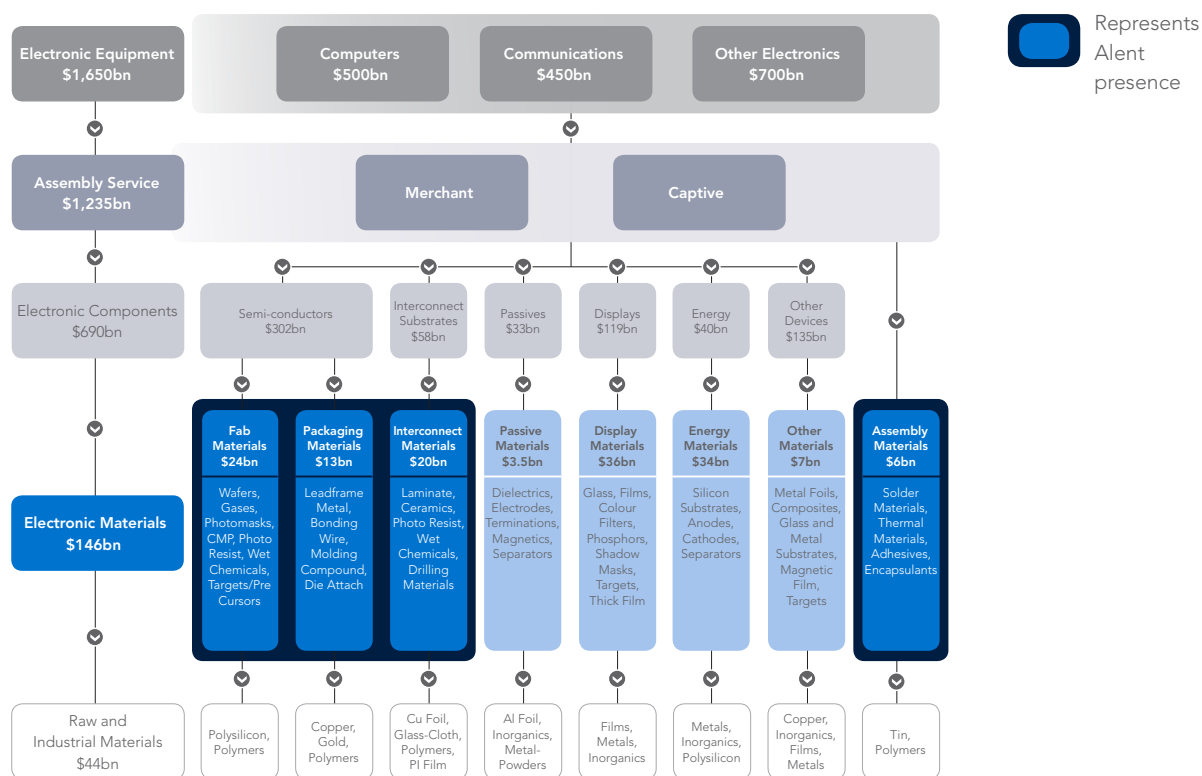 Electronic Equipment
$1,650bn
Computers
$500bn
Communications
$450bn
Other Electronics
$700bn
Represents
Alent
presence
Assembly Service
$1,235bn
Merchant
Captive
Electronic Components
$690bn
Semi-conductors
$302bn
Interconnect
Substrates
$58bn
Passives
$33bn
Displays
$119bn
Energy
$40bn
Other
Devices
$135bn
Electronic Materials
$146bn
Fab
Materials
$24bn
Wafers,
Gases,
Photomasks,
CMP, Photo
Resist, Wet
Chemicals,
Targets/Pre
Cursors
Packaging
Materials
$13bn
Leadframe
Metal,
Bonding
Wire,
Molding
Compound,
Die Attach
Interconnect
Materials
$20bn
Laminate,
Ceramics,
Photo Resist,
Wet
Chemicals,
Drilling
Materials
Passive
Materials
$3.5bn
Dielectrics,
Electrodes,
Terminations,
Magnetics,
Separators
Display
Materials
$36bn
Glass, Films,
Colour
Filters,
Phosphors,
Shadow
Masks,
Targets,
Thick Film
Energy
Materials
$34bn
Silicon
Substrates,
Anodes,
Cathodes,
Separators
Other
Materials
$7bn
Metal Foils,
Composites,
Glass and
Metal
Substrates,
Magnetic
Film,
Targets
Assembly
Materials
$6bn
Solder
Materials,
Thermal
Materials,
Adhesives,
Encapsulants
Raw and
Industrial Materials
$44bn
Polysilicon,
Polymers
Copper,
Gold,
Polymers
Cu Foil,
Glass-Cloth,
Polymers,
PI Film
Al Foil,
Inorganics,
Metal-
Powders
Films,
Metals,
Inorganics
Metals,
Inorganics,
Polysilicon
Copper,
Inorganics,
Films,
Metals
Tin,
Polymers